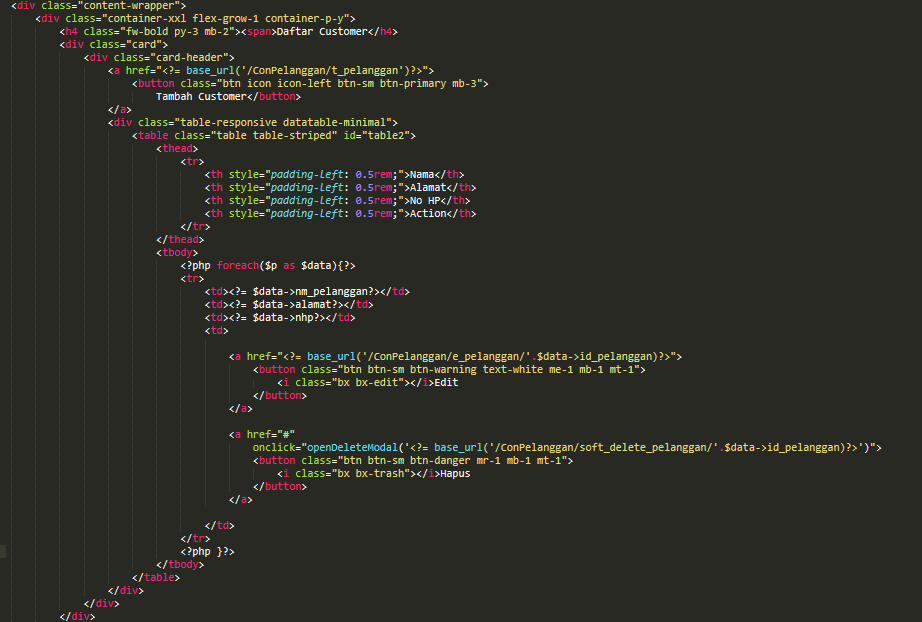 <div class="content-wrapper">
<div class="container-xxl flex-grow-1 container-p-y">
<h4 class="fw-bold py-3 mb-2"><span>Daftar Customer</h4>
<div class="card">
<div class="card-header">
<a href="<?= base_url('/ConPelanggan/t_pelanggan')?>">
<button class="btn icon icon-left btn-sm btn-primary mb-3">
Tambah Customer</button>
</a>
<div class="table-responsive datatable-minimal">
<table class="table table-striped" id="table2">
<thead>
<tr>
<th style="padding-left: 0.5rem;">Nama</th>
<th style="padding-left: 0.5rem;">Alamat</th>
<th style="padding-left: 0.5rem;">No HP</th>
<th style="padding-left: 0.5rem;">Action</th>
</tr>
</thead>
<tbody>
<?php foreach($p as $data){?>
<tr>
<td><?= $data->nm_pelanggan?></td>
<td><?= $data->alamat?></td>
<td><?= $data->nhp?></td>
<td>
<a href="<?= base_url('/ConPelanggan/e_pelanggan/'.$data->id_pelanggan)?>">
<button class="btn btn-sm btn-warning text-white me-1 mb-1 mt-1">
<i class="bx bx-edit"></i>Edit
</button>
</a>
<a href="#"
onclick="openDeleteModal('<?= base_url('/ConPelanggan/soft_delete_pelanggan/'.$data->id_pelanggan)?>')">
<button class="btn btn-sm btn-danger mr-1 mb-1 mt-1">
<i class="bx bx-trash"></i>Hapus
</button>
</a>
</td>
</tr>
<?php }?>
</tbody>
</table>
</div>
</div>
</div>